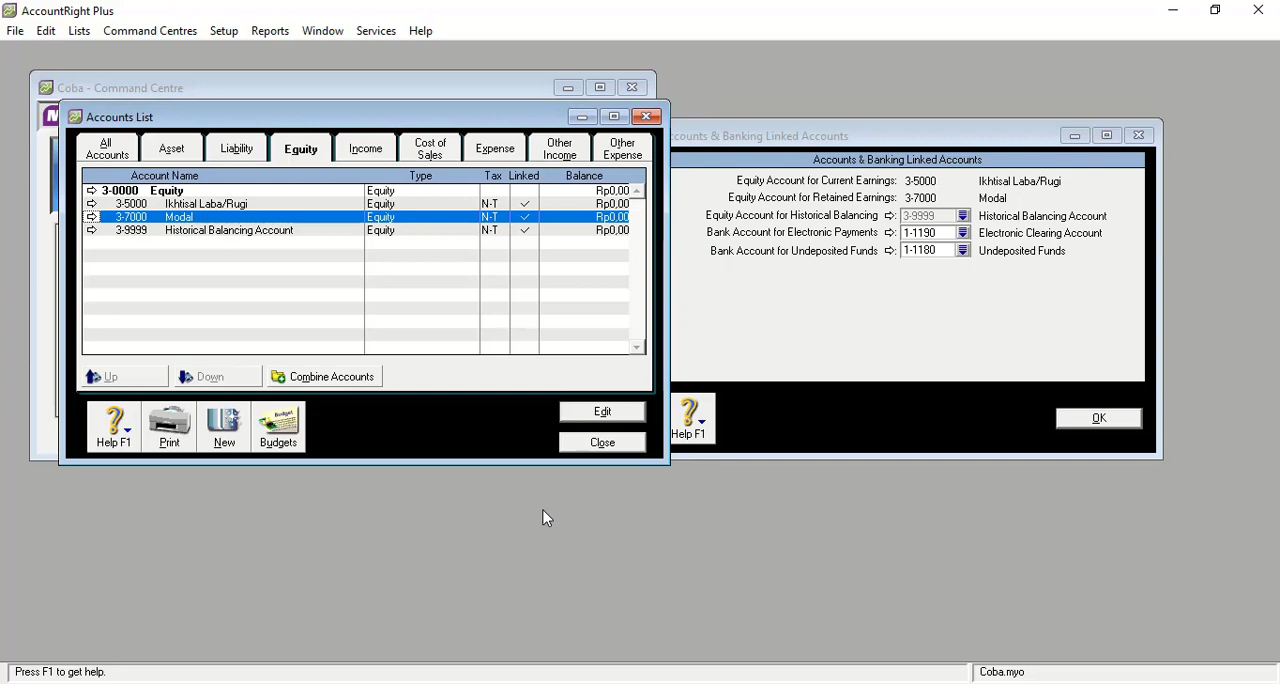 AccountRight Plus
File Edit Lists Command Centres Setup Reports Window Services Help
Coba - Command Centre
Accounts List
All Accounts Asset Liability Equity Income Cost of Sales Expense Other Income Other Expense
Account Name Type Tax Linked Balance
3-0000 Equity Equity Rp0,00
3-5000 Ikhtisal Laba/Rugi Equity N-T Rp0,00
3-7000 Modal Equity N-T Rp0,00
3-9999 Historical Balancing Account Equity N-T Rp0,00
Up Down Combine Accounts
Help F1 Print New Budgets
Budget
Edit
Close
ccounts & Banking Linked Accounts
Accounts & Banking Linked Accounts
Equity Account for Current Earnings: 3-5000 Ikhtisal Laba/Rugi
Equity Account for Retained Earnings: 3-7000 Modal
Equity Account for Historical Balancing 3-9999 Historical Balancing Account
Bank Account for Electronic Payments 1-1190 Electronic Clearing Account
Bank Account for Undeposited Funds 1-1180 Undeposited Funds
Help F1
OK
Press F1 to get help.
Coba.myo